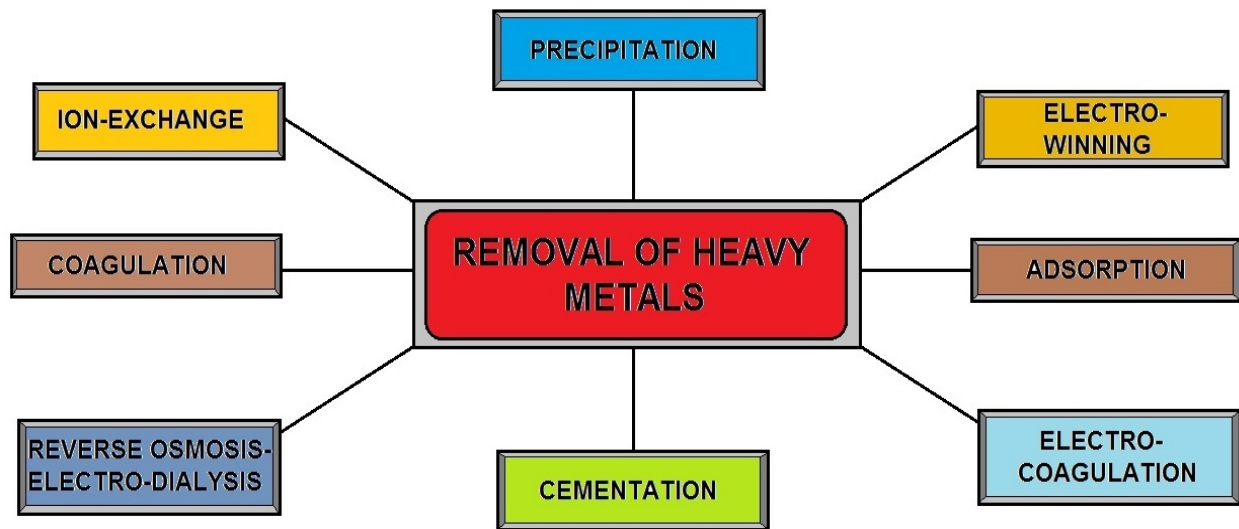 PRECIPITATION
ION-EXCHANGE
ELECTRO-
WINNING
COAGULATION
REMOVAL OF HEAVY
METALS
ADSORPTION
REVERSE OSMOSIS-
ELECTRO-DIALYSIS
CEMENTATION
ELECTRO-
COAGULATION